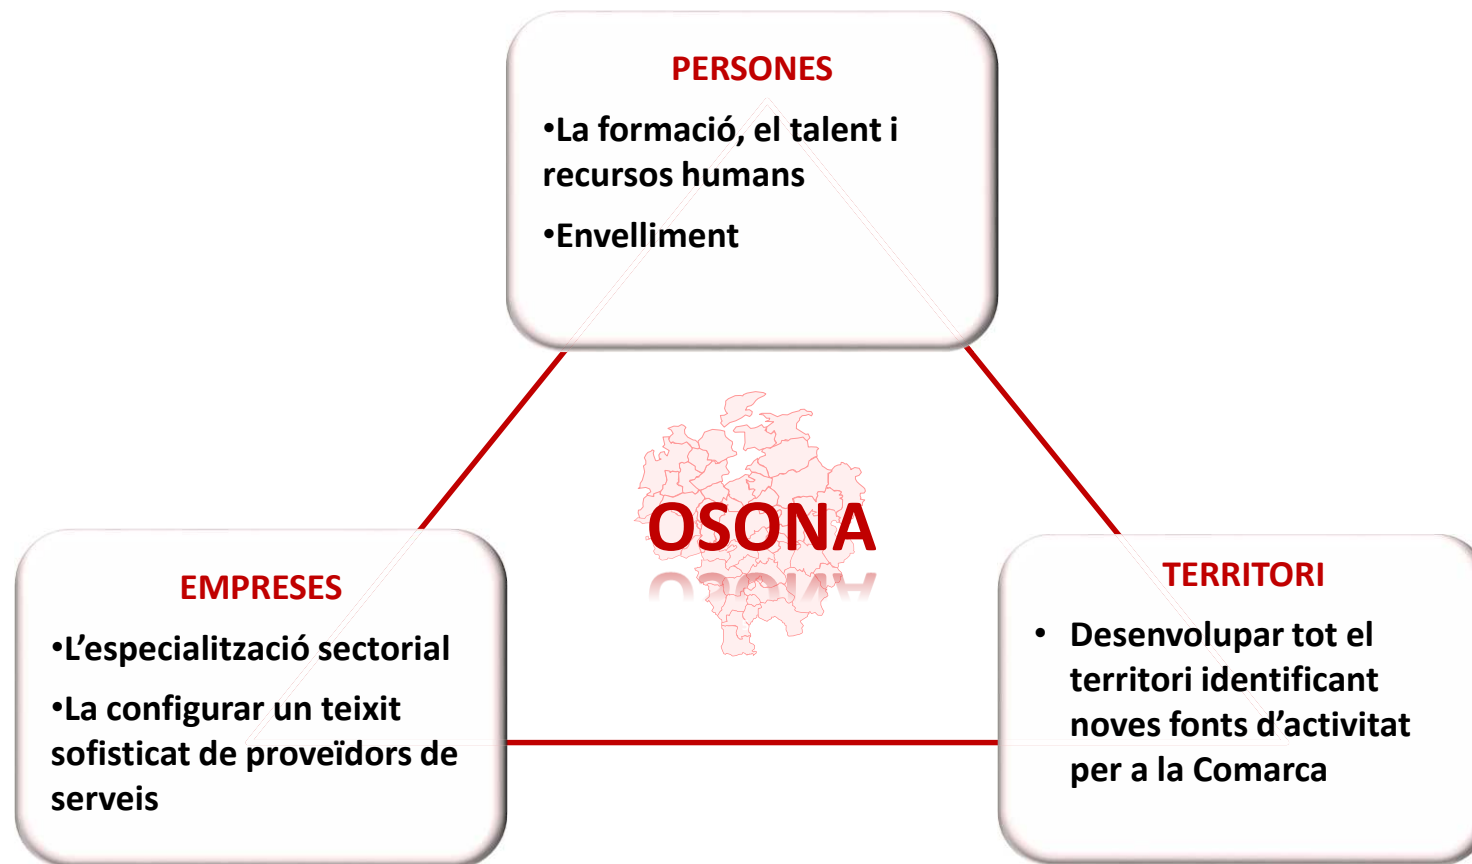 PERSONES
•La formació, el talent i
recursos humans
•Envelliment
OSONA
EMPRESES
•L’especialització sectorial
•La configurar un teixit
sofisticat de proveïdors de
serveis
TERRITORI
• Desenvolupar tot el
territori identificant
noves fonts d’activitat
per a la Comarca